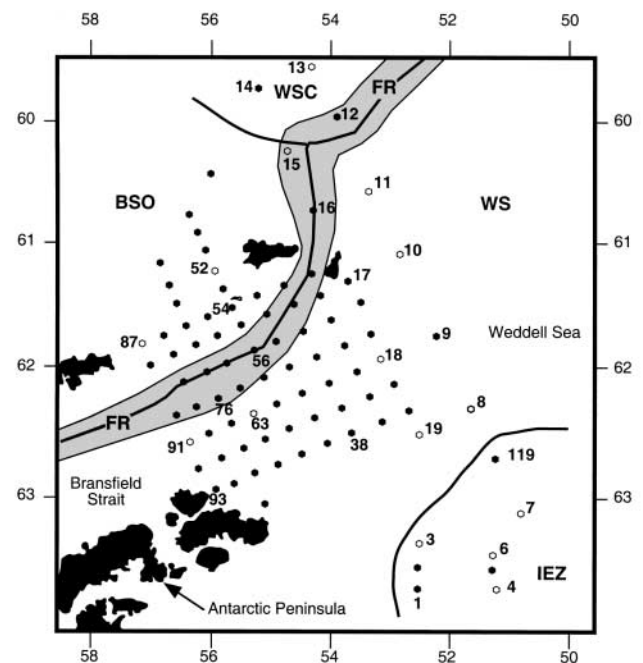 58 56 54 52 50
13
14 WSC
FR
60 12 60
15
11
BSO 16 WS
61 10 61
52 17
54 9
87 Weddell Sea
18
62 56 62
8
76 63
FR 19
91 38
119
Bransfield
Strait
63 93 63
7
3
6
IEZ
4
1
Antarctic Peninsula
58 56 54 52 50